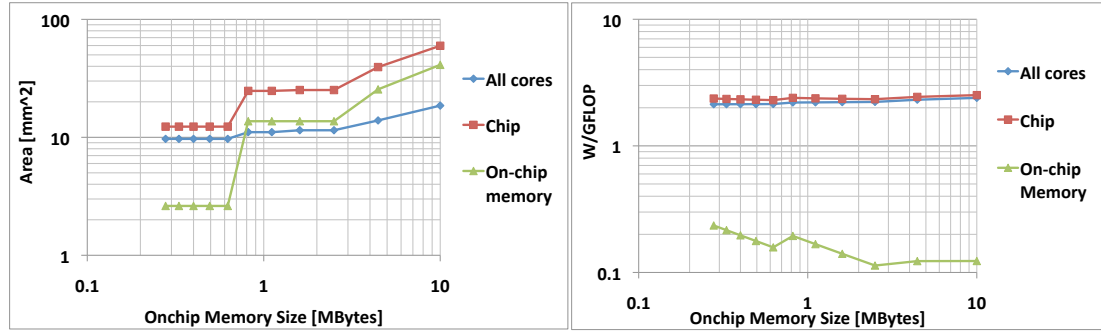 100
10
1
0.1
1
10
Area [mm^2]
Onchip Memory Size [MBytes]
All cores
Chip
On-chip
memory
10
1
0.1
0.1
1
10
W/GFLOP
Onchip Memory Size [MBytes]
All cores
Chip
On-chip
Memory